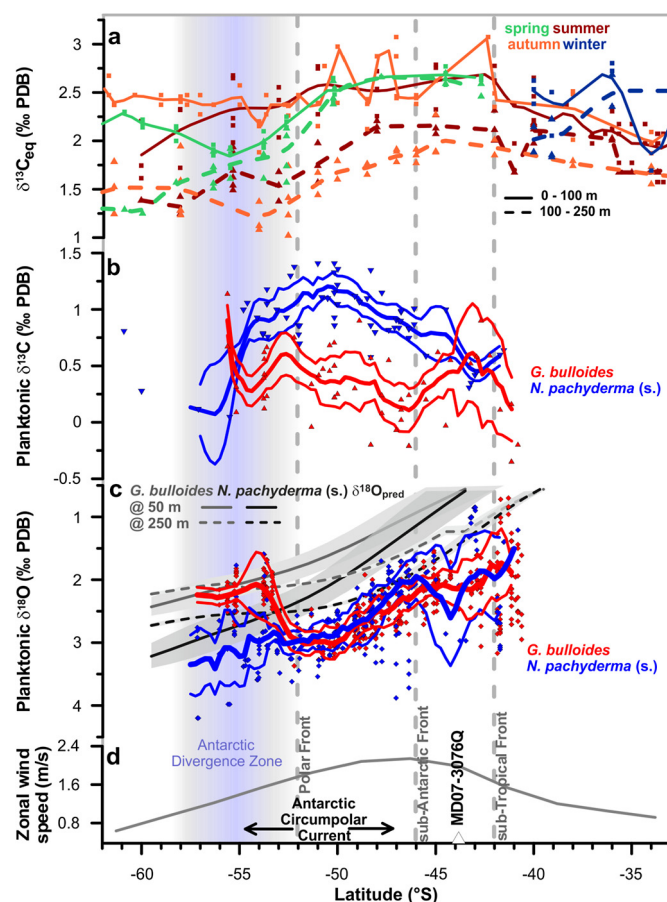 a
spring summer
autumn winter
δ13Ceq (‰ PDB)
3
2.5
2
1.5
1
0 - 100 m
100 - 250 m
b
Planktonic δ13C (‰ PDB)
1.5
1
0.5
0
-0.5
G. bulloides
N. pachyderma (s.)
c
G. bulloides N. pachyderma (s.) δ18Opred
@ 50 m
@ 250 m
Planktonic δ18O (‰ PDB)
1
2
3
4
G. bulloides
N. pachyderma (s.)
Antarctic
Divergence Zone
Polar Front
sub-Antarctic Front
MD07-3076Q
sub-Tropical Front
d
Zonal wind
speed (m/s)
2.4
1.6
0.8
Antarctic
Circumpolar
Current
-60
-55
-50
-45
-40
-35
Latitude (°S)